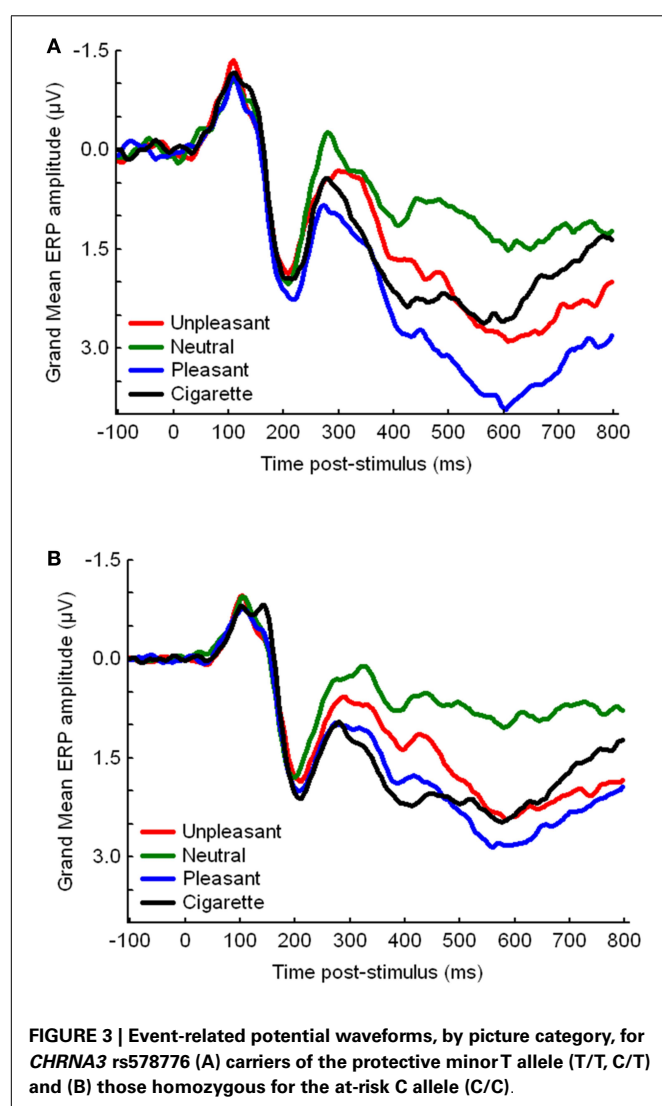 A
-1.5
0.0
1.5
3.0
Grand Mean ERP amplitude (µV)
Unpleasant
Neutral
Pleasant
Cigarette
-100 0 100 200 300 400 500 600 700 800
Time post-stimulus (ms)
B
-1.5
0.0
1.5
3.0
Grand Mean ERP amplitude (µV)
Unpleasant
Neutral
Pleasant
Cigarette
-100 0 100 200 300 400 500 600 700 800
Time post-stimulus (ms)
FIGURE 3 | Event-related potential waveforms, by picture category, for
CHRNA3 rs578776 (A) carriers of the protective minor T allele (T/T, C/T)
and (B) those homozygous for the at-risk C allele (C/C).